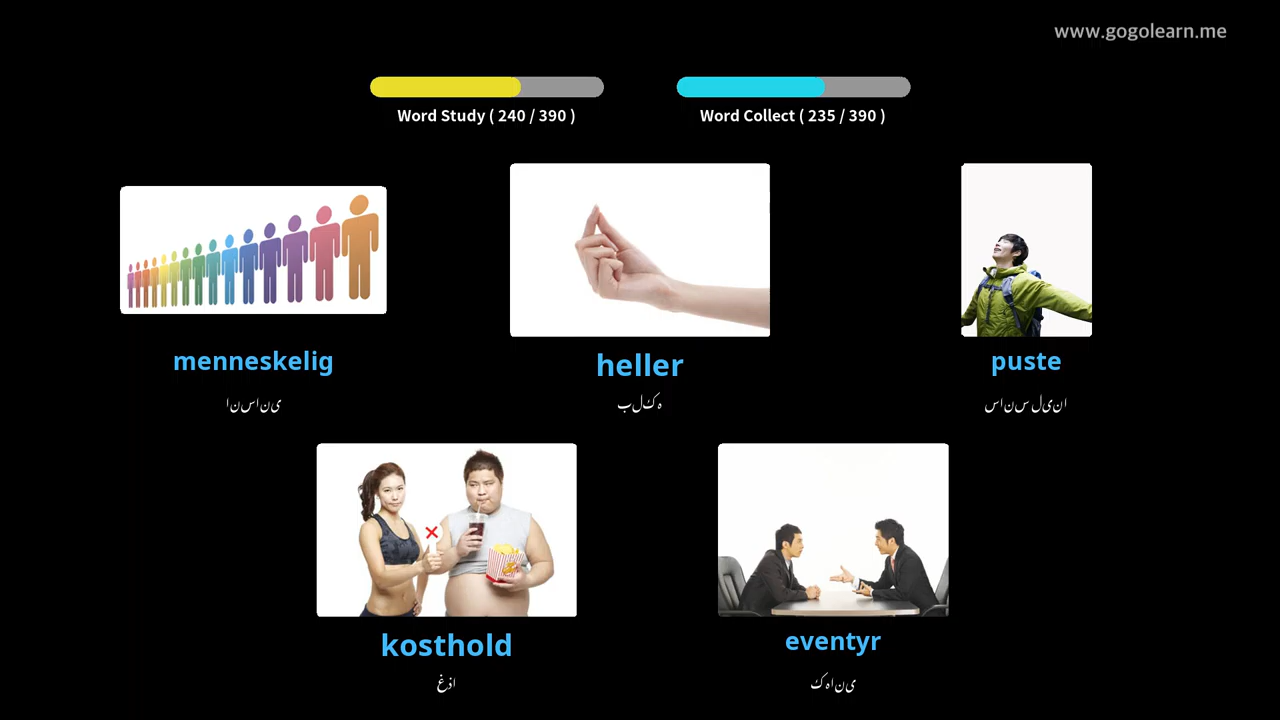 www.gogolearn.me
Word Study ( 240 / 390 )
Word Collect ( 235 / 390 )
menneskelig
heller
puste
انسانی
بلکہ
سانس لینا
kosthold
eventyr
غذا
کہانی